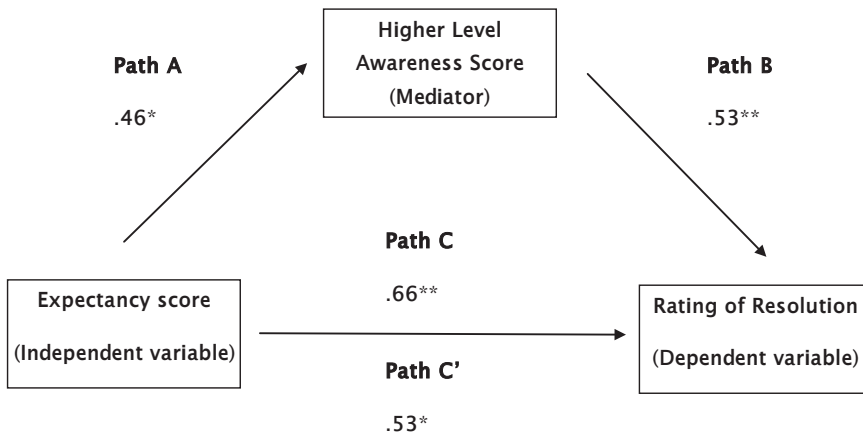 Higher Level
Awareness Score
(Mediator)
Path A
.46*
Path B
.53**
Path C
.66**
Expectancy score
(Independent variable)
Rating of Resolution
(Dependent variable)
Path C'
.53*